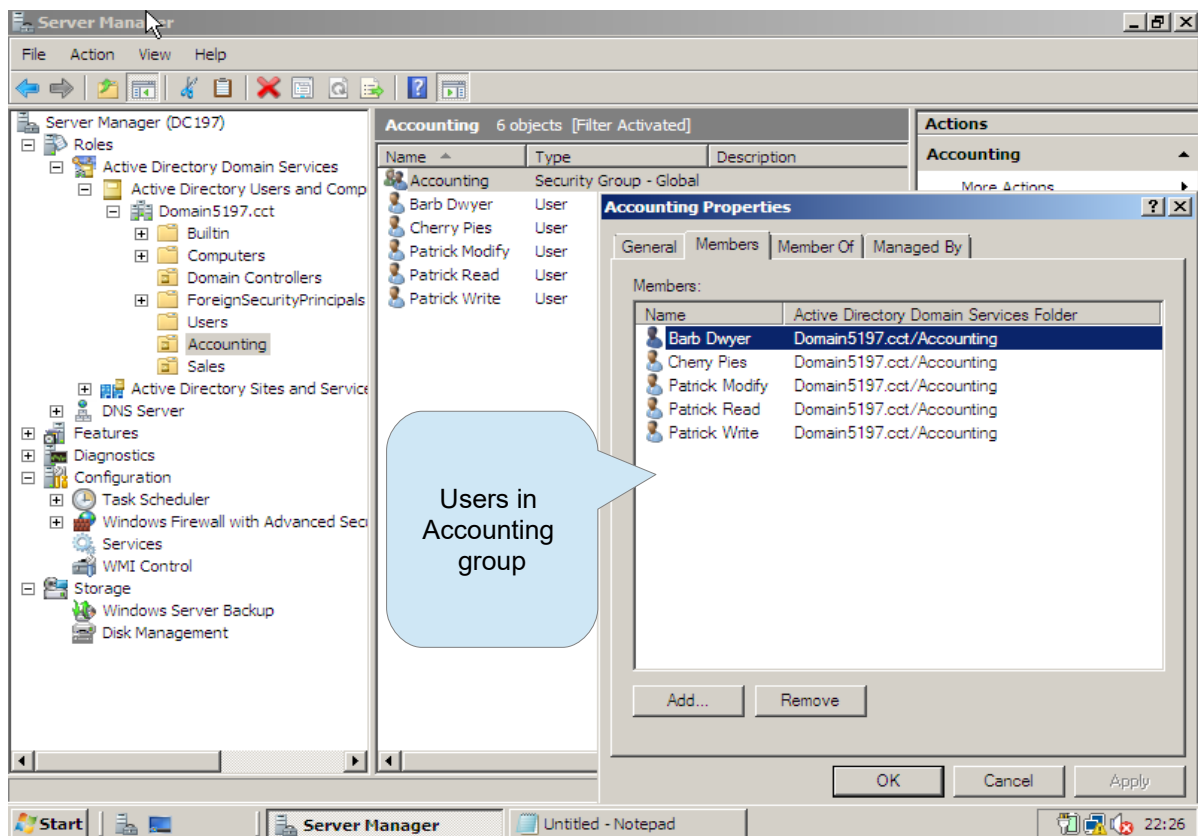 Server Manager
File Action View Help
Server Manager (DC197)
Roles
Active Directory Domain Services
Active Directory Users and Comp
Domain5197.cct
Builtin
Computers
Domain Controllers
ForeignSecurityPrincipals
Users
Accounting
Sales
Active Directory Sites and Service
DNS Server
Features
Diagnostics
Configuration
Task Scheduler
Windows Firewall with Advanced Secu
Services
WMI Control
Storage
Windows Server Backup
Disk Management
Accounting 6 objects [Filter Activated]
Name Type Description
Accounting Security Group - Global
Barb Dwyer User
Cherry Pies User
Patrick Modify User
Patrick Read User
Patrick Write User
Actions
Accounting
More Actions
Accounting Properties
General Members Member Of Managed By
Members:
Name Active Directory Domain Services Folder
Barb Dwyer Domain5197.cct/Accounting
Cherry Pies Domain5197.cct/Accounting
Patrick Modify Domain5197.cct/Accounting
Patrick Read Domain5197.cct/Accounting
Patrick Write Domain5197.cct/Accounting
Users in
Accounting
group
Add... Remove
OK Cancel Apply
Start Server Manager Untitled - Notepad 22:26